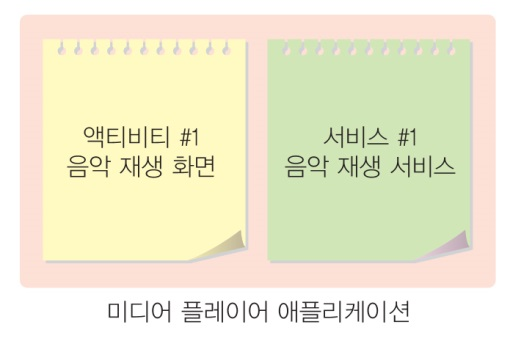 액티비티 #1
음악 재생 화면
서비스 #1
음악 재생 서비스
미디어 플레이어 애플리케이션